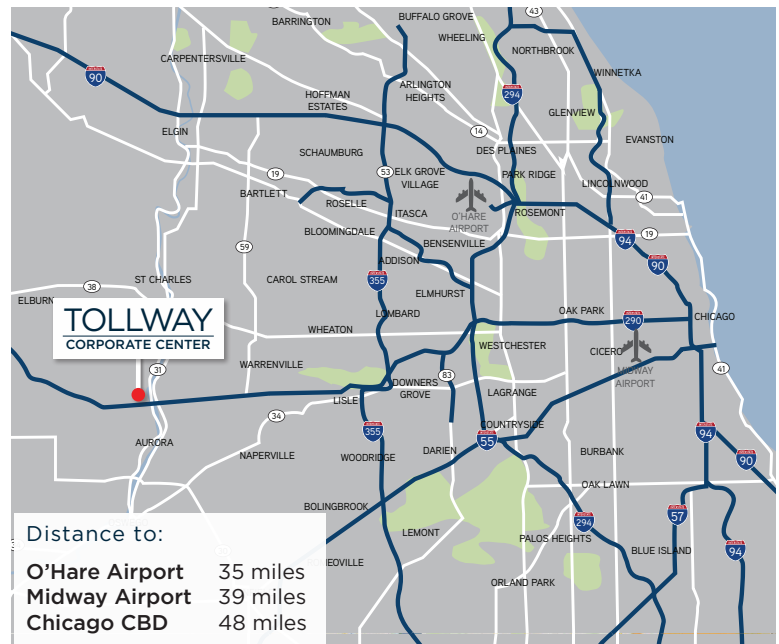 BUFFALO GROVE
43
BARRINGTON
WHEELING
NORTHBROOK
CARPENTERSVILLE
WINNETKA
90
ARLINGTON
HEIGHTS
HOFFMAN
ESTATES
294
GLENVIEW
ELGIN
14
EVANSTON
SCHAUMBURG
DES PLAINES
19
53
ELK GROVE
VILLAGE
PARK RIDGE
BARTLETT
LINCOLNWOOD
41
ROSELLE
ITASCA
O'HARE
AIRPORT
ROSEMONT
BLOOMINGDALE
94
19
59
BENSENVILLE
ADDISON
90
ST CHARLES
CAROL STREAM
355
38
ELMHURST
ELBURN
TOLLWAY
CORPORATE CENTER
LOMBARD
OAK PARK
290
CHICAGO
WHEATON
WESTCHESTER
CICERO
WARRENVILLE
MIDWAY
AIRPORT
31
83
41
DOWNERS
GROVE
LAGRANGE
LISLE
34
COUNTRYSIDE
355
55
94
AURORA
NAPERVILLE
WOODRIDGE
DARIEN
BURBANK
90
OAK LAWN
BOLINGBROOK
57
294
LEMONT
PALOS HEIGHTS
BLUE ISLAND
94
ORLAND PARK
Distance to:
O'Hare Airport 35 miles
Midway Airport 39 miles
Chicago CBD 48 miles